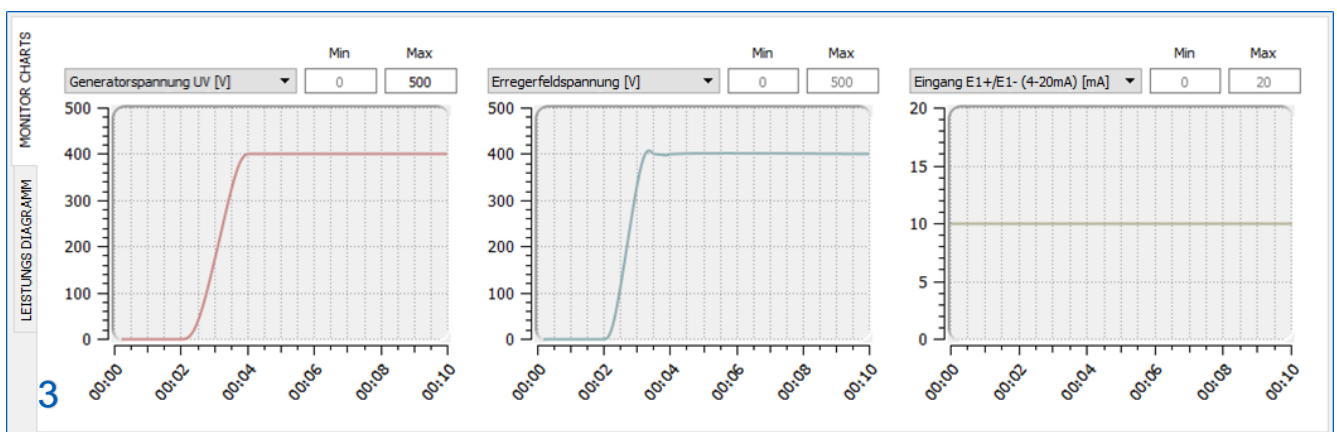 MONITOR CHARTS
LEISTUNGS DIAGRAMM
Min Max
Generatorspannung UV [V] 0 500
500
400
300
200
100
0
00:00 00:02 00:04 00:06 00:08 00:10
Min Max
Erregerfeldspannung [V] 0 500
500
400
300
200
100
0
00:00 00:02 00:04 00:06 00:08 00:10
Min Max
Eingang E1+/E1- (4-20mA) [mA] 0 20
20
15
10
5
0
00:00 00:02 00:04 00:06 00:08 00:10
3